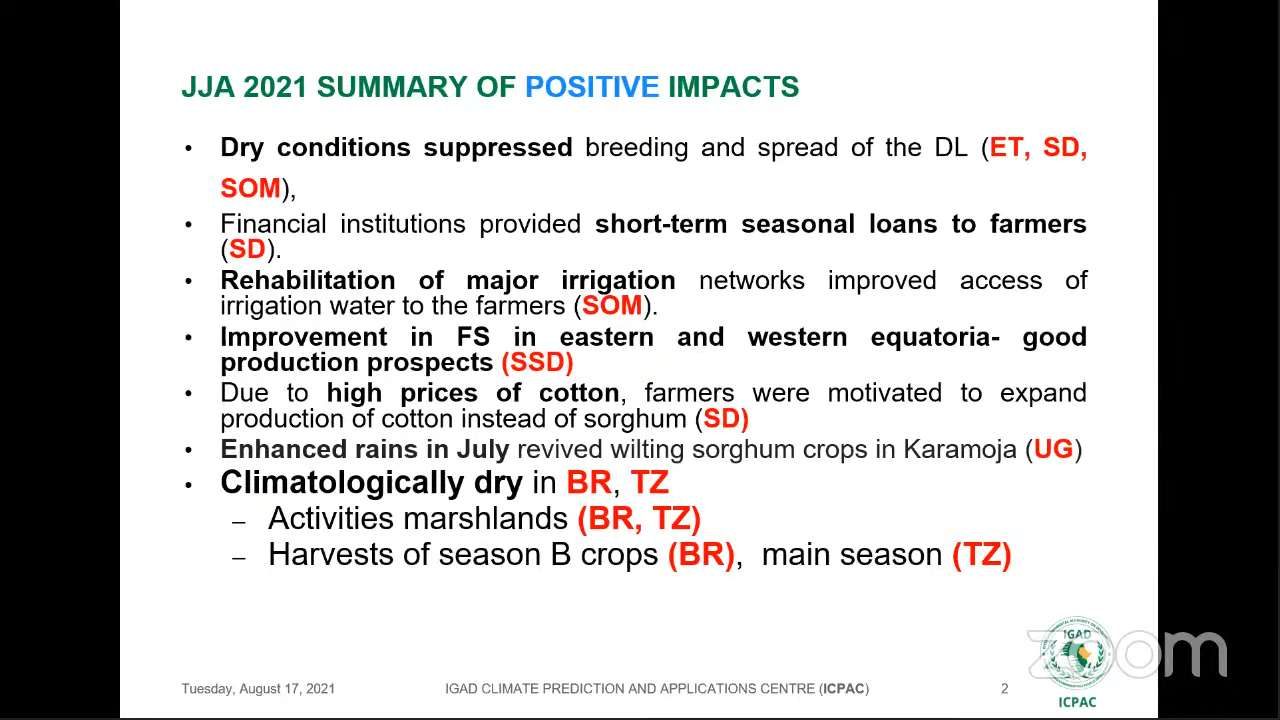 JJA 2021 SUMMARY OF POSITIVE IMPACTS
• Dry conditions suppressed breeding and spread of the DL (ET, SD,
SOM),
• Financial institutions provided short-term seasonal loans to farmers
(SD).
• Rehabilitation of major irrigation networks improved access of
irrigation water to the farmers (SOM).
• Improvement in FS in eastern and western equatoria- good
production prospects (SSD)
• Due to high prices of cotton, farmers were motivated to expand
production of cotton instead of sorghum (SD)
• Enhanced rains in July revived wilting sorghum crops in Karamoja (UG)
• Climatologically dry in BR, TZ
– Activities marshlands (BR, TZ)
– Harvests of season B crops (BR), main season (TZ)
Tuesday, August 17, 2021
IGAD CLIMATE PREDICTION AND APPLICATIONS CENTRE (ICPAC)
2
IGAD
zoom
ICPAC